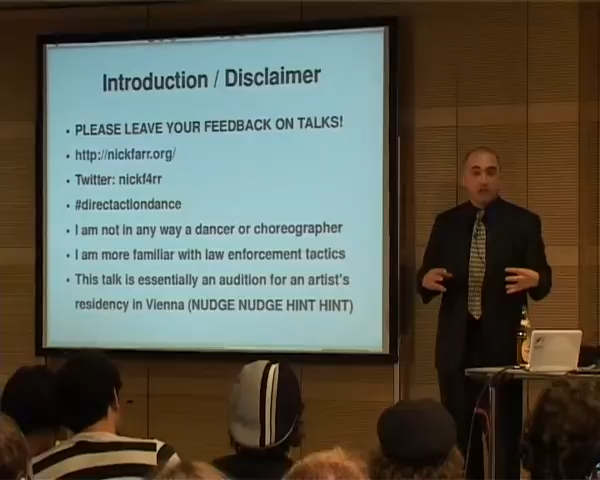 Introduction / Disclaimer
• PLEASE LEAVE YOUR FEEDBACK ON TALKS!
• http://nickfarr.org/
• Twitter: nickf4rr
• #directactiondance
• I am not in any way a dancer or choreographer
• I am more familiar with law enforcement tactics
• This talk is essentially an audition for an artist's
residency in Vienna (NUDGE NUDGE HINT HINT)